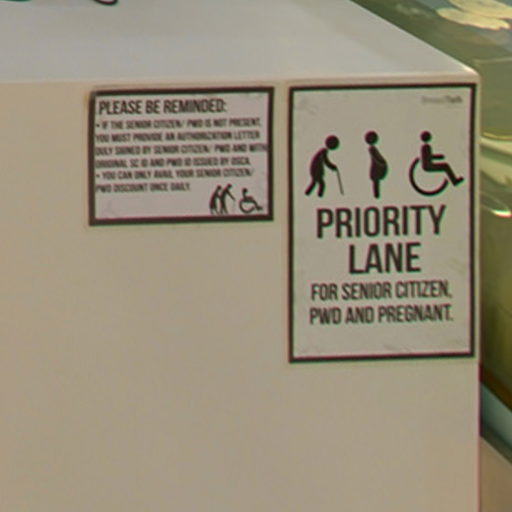 PLEASE BE REMINDED:
• IF THE SENIOR CITIZEN/ PWD IS NOT PRESENT,
YOU MUST PROVIDE AN AUTHORIZATION LETTER
DULY SIGNED BY SENIOR CITIZEN/ PWD AND WITH
ORIGINAL SC ID AND PWD ID ISSUED BY OSCA.
• YOU CAN ONLY AVAIL YOUR SENIOR CITIZEN/
PWD DISCOUNT ONCE DAILY.
BreadTalk
PRIORITY
LANE
FOR SENIOR CITIZEN,
PWD AND PREGNANT.